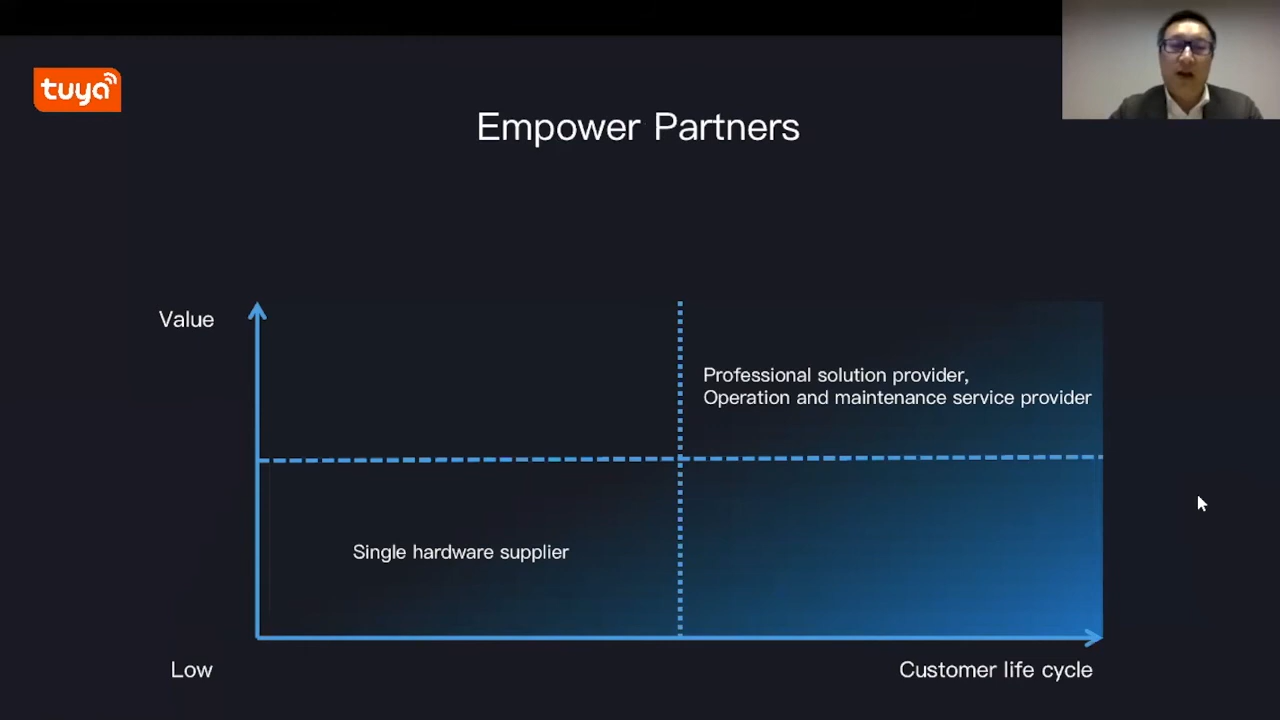 tuya
Empower Partners
Value
Professional solution provider,
Operation and maintenance service provider
Single hardware supplier
Low
Customer life cycle